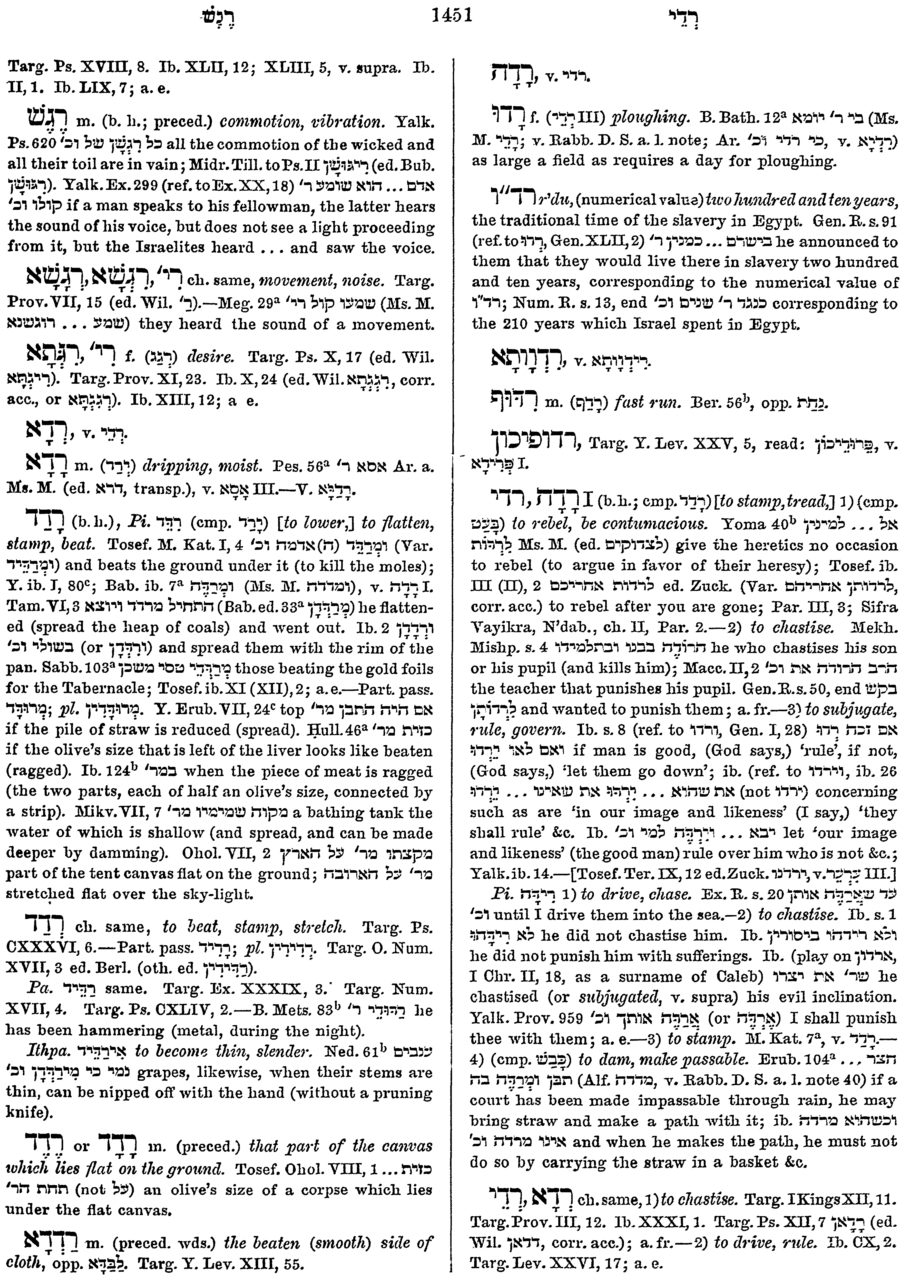 רֶגֶשׁ 1451 רְדֵי
Targ. Ps. XVIII, 8. Ib. XLII, 12; XLIII, 5, v. supra. Ib.
II, 1. Ib. LIX, 7; a. e.
רֶגֶשׁ m. (b. h.; preced.) commotion, vibration. Yalk.
Ps. 620 כל רִגְשָׁן של וכ׳ all the commotion of the wicked and
all their toil are in vain; Midr. Till. to Ps. II רִיגּוּשָׁן (ed. Bub.
רִגְּשָׁן). Yalk. Ex. 299 (ref. to Ex. XX, 18) אדם ... הוא שומע ר׳
קולו וכ׳ if a man speaks to his fellowman, the latter hears
the sound of his voice, but does not see a light proceeding
from it, but the Israelites heard ... and saw the voice.
רִגְשָׁא, רִגְשָׁא, רי׳ ch. same, movement, noise. Targ.
Prov. VII, 15 (ed. Wil. רְ׳).—Meg. 29ᵃ שמעו קול רי׳ (Ms. M.
שמע ... רוגשנא) they heard the sound of a movement.
רִגְּתָא, רי׳ f. (רגג) desire. Targ. Ps. X, 17 (ed. Wil.
רִיגְּתָא). Targ. Prov. XI, 23. Ib. X, 24 (ed. Wil. רִגְגְתָא, corr.
acc., or רְגִגְתָּא). Ib. XIII, 12; a e.
רְדָא, v. רְדֵי.
רָדָא m. (יְרַד) dripping, moist. Pes. 56ᵃ אסא ר׳ Ar. a.
Ms. M. (ed. דרא, transp.), v. אָסָא III.—V. רַדְיָא.
רָדַד (b. h.), Pi. רִדֵּד (cmp. יָרַד) [to lower,] to flatten,
stamp, beat. Tosef. M. Kat. I, 4 וּמְרַדֵּד (ה)אדמה וכ׳ (Var.
וּמְרַדֵּיד) and beats the ground under it (to kill the moles);
Y. ib. I, 80ᶜ; Bab. ib. 7ᵃ וּמְרַדֶּה (Ms. M. ומדדה), v. רָדָה I.
Tam. VI, 3 התחיל מרדד ויוצא (Bab. ed. 33ᵃ מְרַדְּדָן) he flatten-
ed (spread the heap of coals) and went out. Ib. 2 וְרִדְּדָן
בשולי וכ׳ (or וְרִדְּדָן) and spread them with the rim of the
pan. Sabb. 103ᵃ מְרַדְּדֵי טסי משכן those beating the gold foils
for the Tabernacle; Tosef. ib. XI (XII), 2; a. e.—Part. pass.
מְרוּדָּד; pl. מְרוּדָּדִין. Y. Erub. VII, 24ᶜ top אם היה התבן מר׳
if the pile of straw is reduced (spread). Ḥull. 46ᵃ כזית מר׳
if the olive's size that is left of the liver looks like beaten
(ragged). Ib. 124ᵇ במר׳ when the piece of meat is ragged
(the two parts, each of half an olive's size, connected by
a strip). Mikv. VII, 7 מקוה שמימיו מר׳ a bathing tank the
water of which is shallow (and spread, and can be made
deeper by damming). Ohol. VII, 2 מקצתו מר׳ על הארץ
part of the tent canvas flat on the ground; מר׳ על הארובה
stretched flat over the sky-light.
רְדַד ch. same, to beat, stamp, stretch. Targ. Ps.
CXXXVI, 6.—Part. pass. רְדִיד; pl. רְדִידִין. Targ. O. Num.
XVII, 3 ed. Berl. (oth. ed. רַדִּידִין).
Pa. רַדֵּיד same. Targ. Ex. XXXIX, 3. Targ. Num.
XVII, 4. Targ. Ps. CXLIV, 2.—B. Mets. 83ᵇ רַדּוּדֵי ר׳ he
has been hammering (metal, during the night).
Ithpa. אִירַדֵּיד to become thin, slender. Ned. 61ᵇ ענבים
נמי כי מִירַדְּדָן וכ׳ grapes, likewise, when their stems are
thin, can be nipped off with the hand (without a pruning
knife).
רֶדֶד or רָדָד m. (preced.) that part of the canvas
which lies flat on the ground. Tosef. Ohol. VIII, 1 ... כזית
תחת הר׳ (not על) an olive's size of a corpse which lies
under the flat canvas.
רַדְּדָא m. (preced. wds.) the beaten (smooth) side of
cloth, opp. לַבְדָּא. Targ. Y. Lev. XIII, 55.
רָדָה, v. רדי.
רְדוּ f. (רְדֵי III) ploughing. B. Bath. 12ᵃ בי ר׳ יומא (Ms.
M. רְדֵי; v. Rabb. D. S. a. l. note; Ar. כי רדי וכ׳, v. רִדְיָא)
as large a field as requires a day for ploughing.
רד״ו r'du, (numerical value) two hundred and ten years,
the traditional time of the slavery in Egypt. Gen. R. s. 91
(ref. to רְדוּ, Gen. XLII, 2) בישרם ... כמנין ר׳ he announced to
them that they would live there in slavery two hundred
and ten years, corresponding to the numerical value of
רד״ו; Num. R. s. 13, end כנגד ר׳ שנים וכ׳ corresponding to
the 210 years which Israel spent in Egypt.
רִדְוָותָא, v. רִידְוָותָא.
רִדּוּף m. (רָדַף) fast run. Ber. 56ᵇ, opp. נַחַת.
רדופיכון, Targ. Y. Lev. XXV, 5, read: פֵּרוּדֵיכוֹן, v.
פְּרִידָא I.
רָדָה, רדי I (b. h.; cmp. רדד) [to stamp, tread,] 1) (cmp.
בָּעַט) to rebel, be contumacious. Yoma 40ᵇ אל ... למינין
לִרְדּוֹת Ms. M. (ed. לצדוקים) give the heretics no occasion
to rebel (to argue in favor of their heresy); Tosef. ib.
III (II), 2 לרדות אחריכם ed. Zuck. (Var. לרדותן אחריהם,
corr. acc.) to rebel after you are gone; Par. III, 3; Sifra
Vayikra, N'dab., ch. II, Par. 2.—2) to chastise. Mekh.
Mishp. s. 4 הרוֹדֶה בבנו ובתלמידו he who chastises his son
or his pupil (and kills him); Macc. II, 2 הרב הרודה את וכ׳
the teacher that punishes his pupil. Gen. R. s. 50, end בקש
לִרְדּוֹתָן and wanted to punish them; a. fr.—3) to subjugate,
rule, govern. Ib. s. 8 (ref. to ורדו, Gen. I, 28) אם זכה רְדוּ
ואם לאו יֵרְדוּ if man is good, (God says,) 'rule', if not,
(God says,) 'let them go down'; ib. (ref. to וירדו, ib. 26
את שהוא ... יִרְדּוּ את שאינו ... יֵרְדוּ (not ירדו) concerning
such as are 'in our image and likeness' (I say,) 'they
shall rule' &c. Ib. יבא ... וְיִרְדֶּה למי וכ׳ let 'our image
and likeness' (the good man) rule over him who is not &c.;
Yalk. ib. 14.—[Tosef. Ter. IX, 12 ed. Zuck. וירדנו, v. רָעַע III.]
Pi. רִידָּה 1) to drive, chase. Ex. R. s. 20 עד שֶׁאֲרַדֶּה אותן
וכ׳ until I drive them into the sea.—2) to chastise. Ib. s. 1
לא רִידָּהוּ he did not chastise him. Ib. ולא רידהו ביסורין
he did not punish him with sufferings. Ib. (play on ארדון,
I Chr. II, 18, as a surname of Caleb) שר׳ את יצרו he
chastised (or subjugated, v. supra) his evil inclination.
Yalk. Prov. 959 אֲרַדֶּה אותך וכ׳ (or אֶרְדֶּה) I shall punish
thee with them; a. e.—3) to stamp. M. Kat. 7ᵃ, v. רָדַד.—
4) (cmp. כָּבַשׁ) to dam, make passable. Erub. 104ᵃ ... חצר
תבן וּמְרַדֶּה בה (Alf. מדדה, v. Rabb. D. S. a. l. note 40) if a
court has been made impassable through rain, he may
bring straw and make a path with it; ib. וכשהוא מרדה
אינו מרדה וכ׳ and when he makes the path, he must not
do so by carrying the straw in a basket &c.
רְדָא, רְדֵי ch. same, 1) to chastise. Targ. I Kings XII, 11.
Targ. Prov. III, 12. Ib. XXXI, 1. Targ. Ps. XII, 7 רְדָאן (ed.
Wil. דדאן, corr. acc.); a. fr.—2) to drive, rule. Ib. CX, 2.
Targ. Lev. XXVI, 17; a. e.